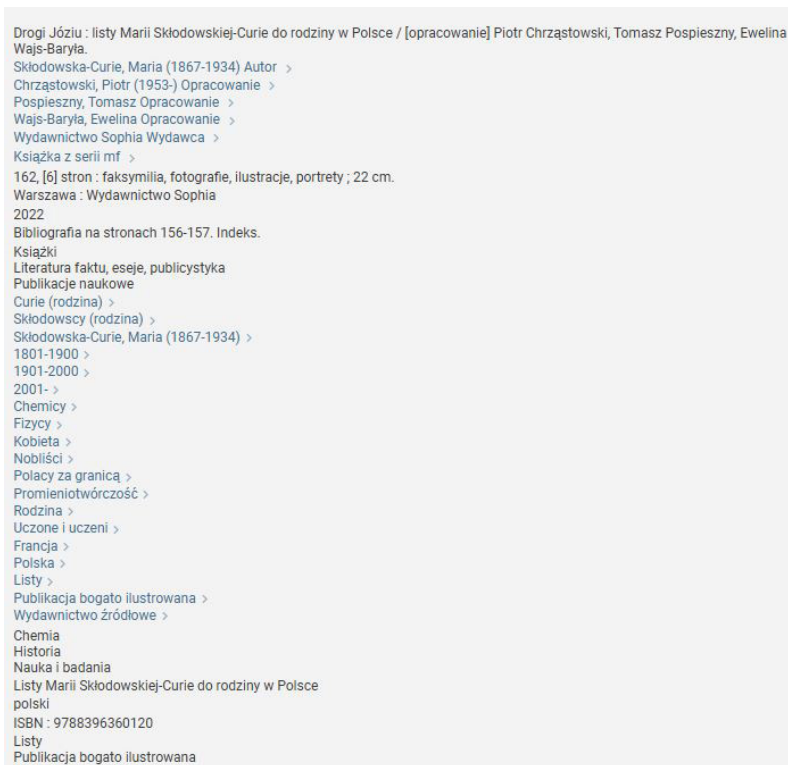 Drogi Józiu : listy Marii Skłodowskiej-Curie do rodziny w Polsce / [opracowanie] Piotr Chrząstowski, Tomasz Pospieszny, Ewelina
Wajs-Baryła.
Skłodowska-Curie, Maria (1867-1934) Autor >
Chrząstowski, Piotr (1953-) Opracowanie >
Pospieszny, Tomasz Opracowanie >
Wajs-Baryła, Ewelina Opracowanie >
Wydawnictwo Sophia Wydawca >
Książka z serii mf >
162, [6] stron : faksymilia, fotografie, ilustracje, portrety ; 22 cm.
Warszawa : Wydawnictwo Sophia
2022
Bibliografia na stronach 156-157. Indeks.
Książki
Literatura faktu, eseje, publicystyka
Publikacje naukowe
Curie (rodzina) >
Skłodowscy (rodzina) >
Skłodowska-Curie, Maria (1867-1934) >
1801-1900 >
1901-2000 >
2001- >
Chemicy >
Fizycy >
Kobieta >
Nobliści >
Polacy za granicą >
Promieniotwórczość >
Rodzina >
Uczone i uczeni >
Francja >
Polska >
Listy >
Publikacja bogato ilustrowana >
Wydawnictwo źródłowe >
Chemia
Historia
Nauka i badania
Listy Marii Skłodowskiej-Curie do rodziny w Polsce
polski
ISBN : 9788396360120
Listy
Publikacja bogato ilustrowana